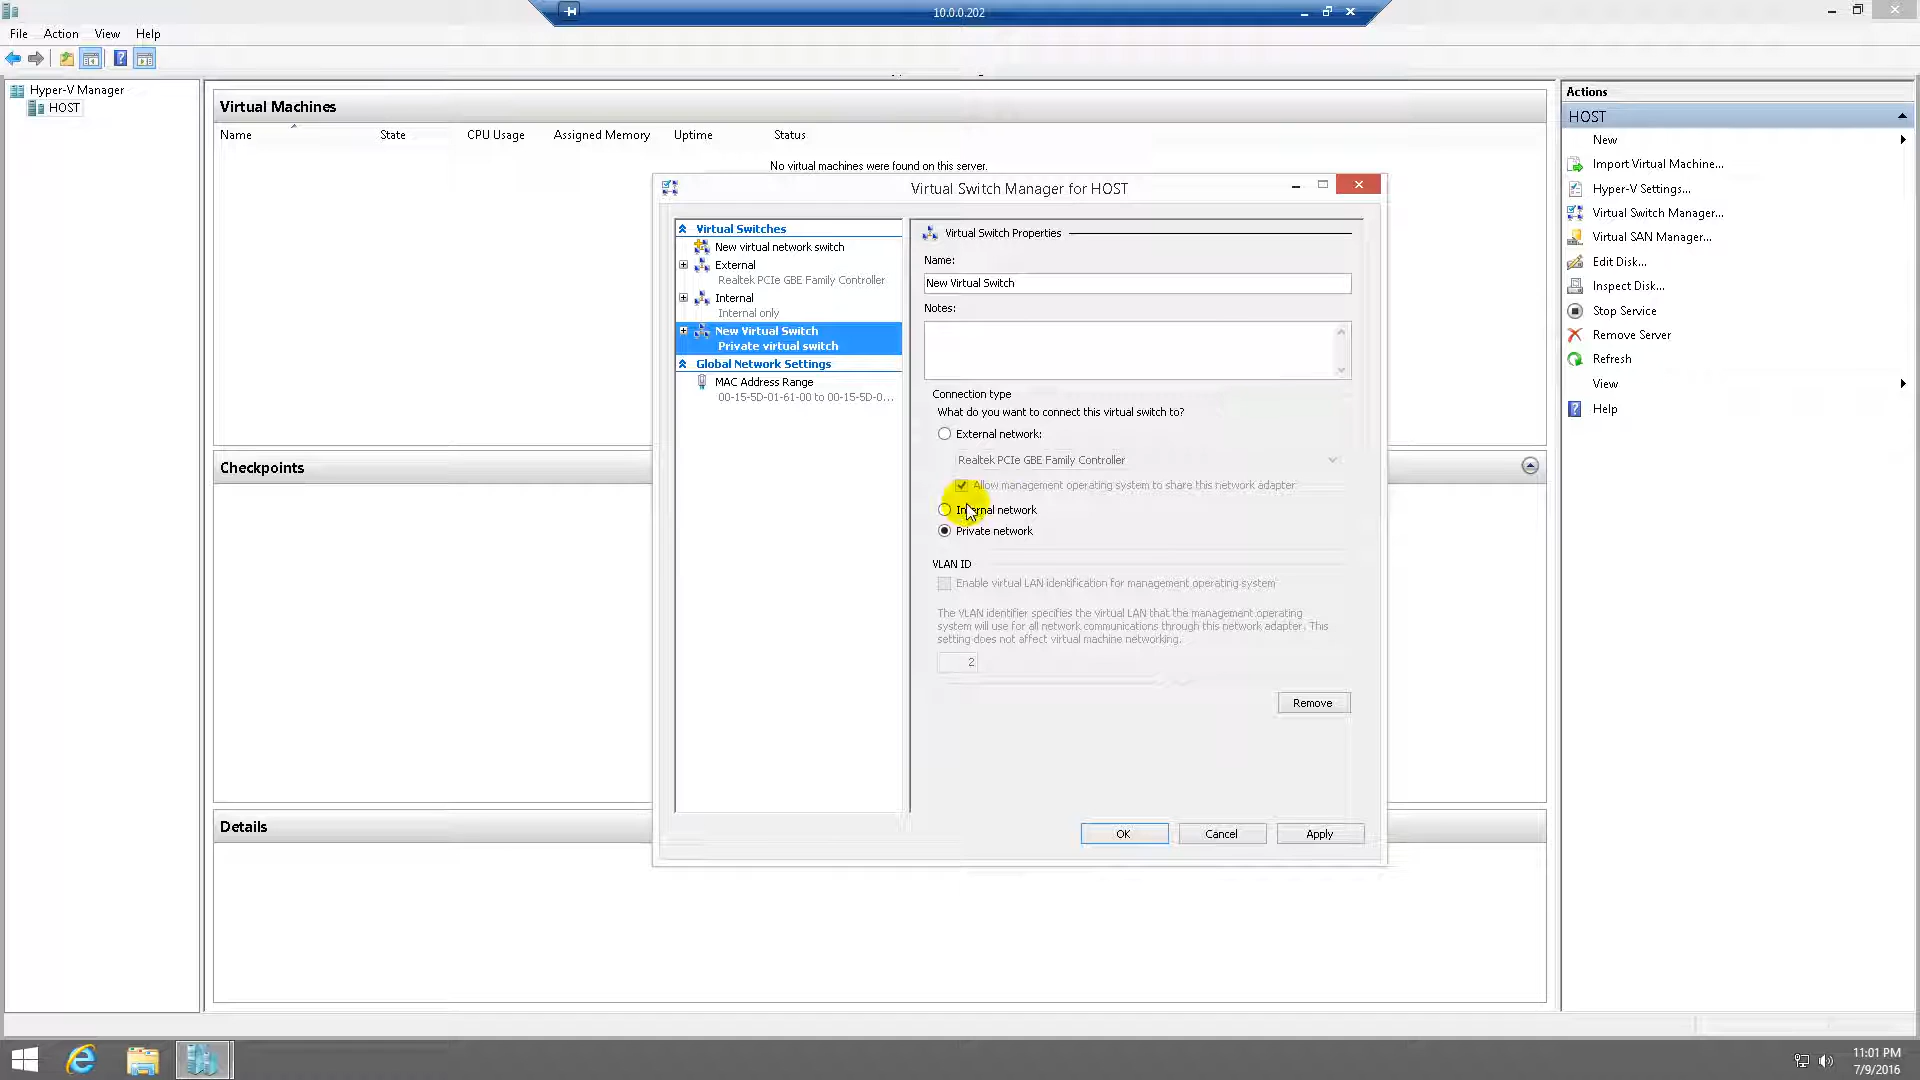 10.0.0.202
File Action View Help
Hyper-V Manager
HOST
Virtual Machines
Name State CPU Usage Assigned Memory Uptime Status
No virtual machines were found on this server.
Checkpoints
Details
Virtual Switch Manager for HOST
Virtual Switches
New virtual network switch
External
Realtek PCIe GBE Family Controller
Internal
Internal only
New Virtual Switch
Private virtual switch
Global Network Settings
MAC Address Range
00-15-5D-01-61-00 to 00-15-5D-0...
Virtual Switch Properties
Name:
New Virtual Switch
Notes:
Connection type
What do you want to connect this virtual switch to?
External network:
Realtek PCIe GBE Family Controller
Allow management operating system to share this network adapter
Internal network
Private network
VLAN ID
Enable virtual LAN identification for management operating system
The VLAN identifier specifies the virtual LAN that the management operating
system will use for all network communications through this network adapter. This
setting does not affect virtual machine networking.
2
Remove
OK Cancel Apply
Actions
HOST
New
Import Virtual Machine...
Hyper-V Settings...
Virtual Switch Manager...
Virtual SAN Manager...
Edit Disk...
Inspect Disk...
Stop Service
Remove Server
Refresh
View
Help
11:01 PM
7/9/2016